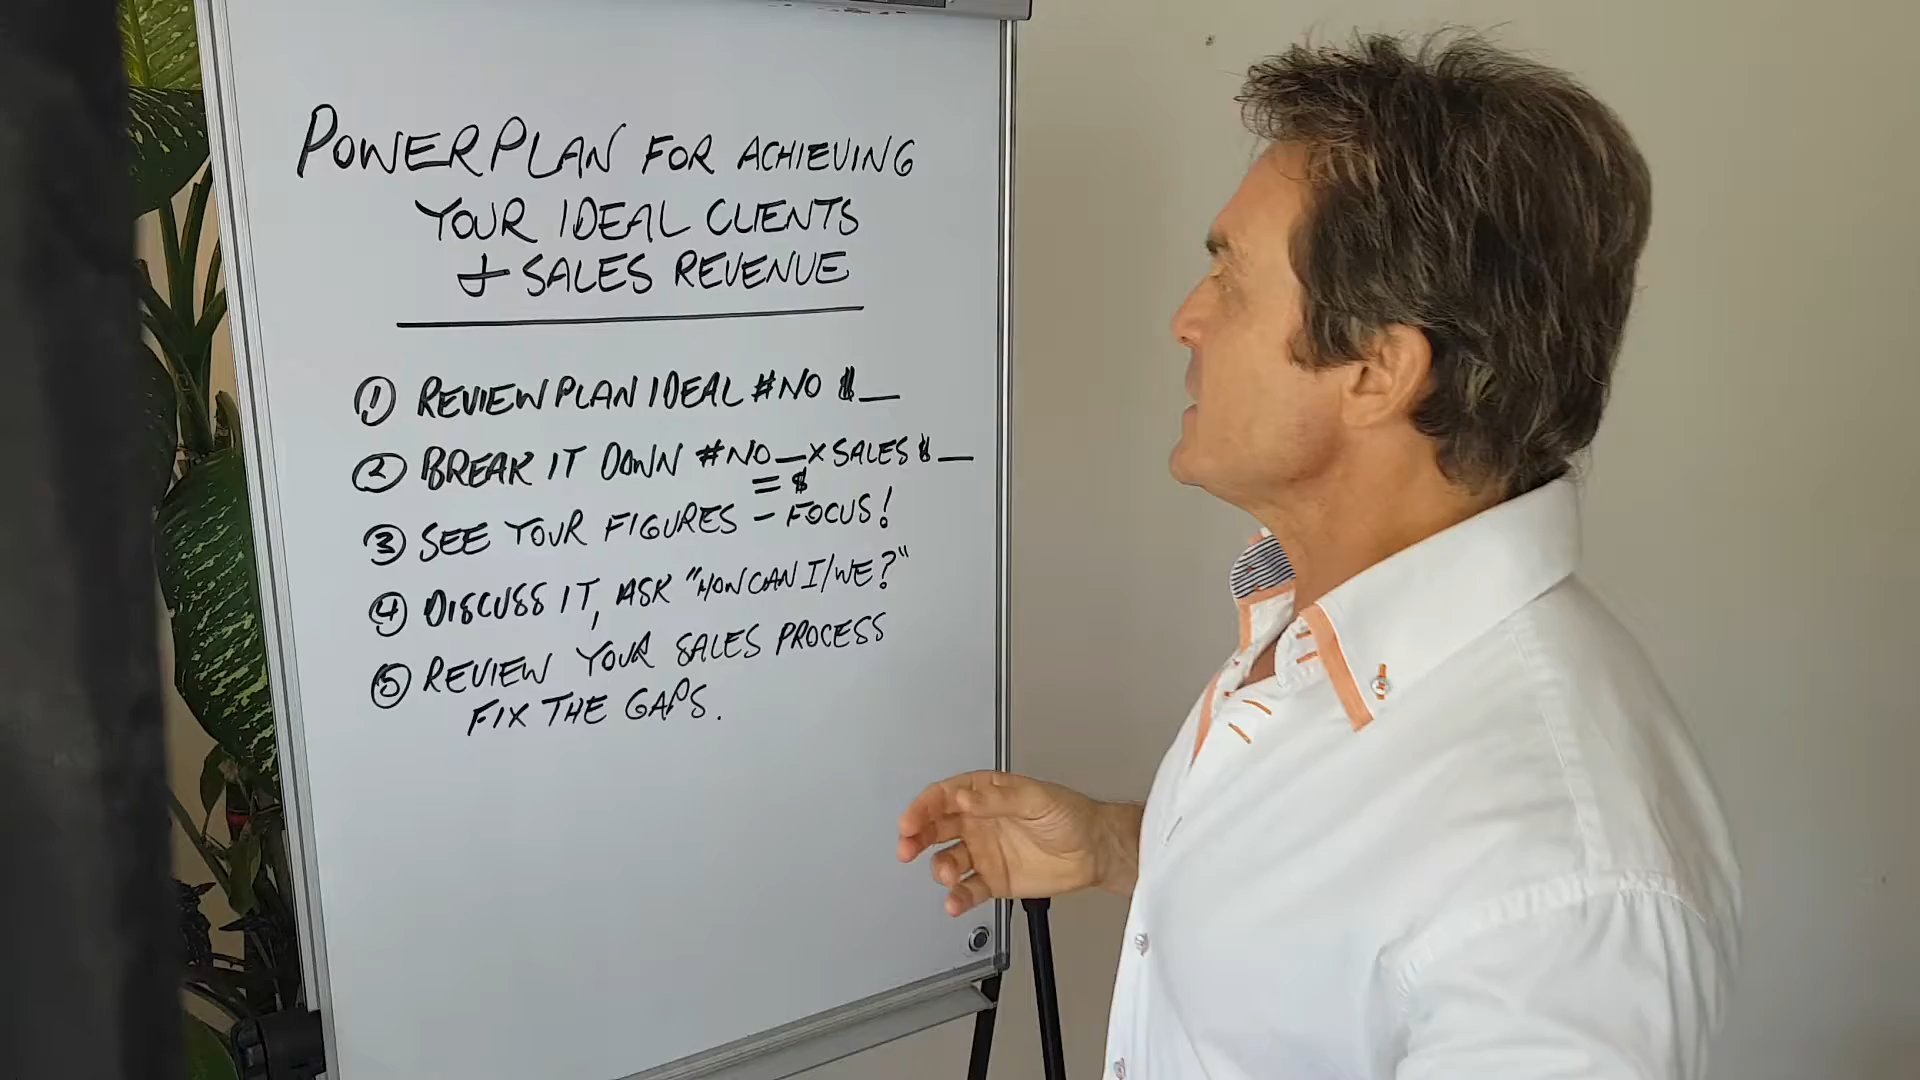 POWER PLAN FOR ACHIEVING
YOUR IDEAL CLIENTS
+ SALES REVENUE
1 REVIEW PLAN IDEAL #NO $__
2 BREAK IT DOWN #NO__x SALES $__
= $
3 SEE YOUR FIGURES - FOCUS!
4 DISCUSS IT, ASK "HOW CAN I/WE?"
5 REVIEW YOUR SALES PROCESS
FIX THE GAPS.